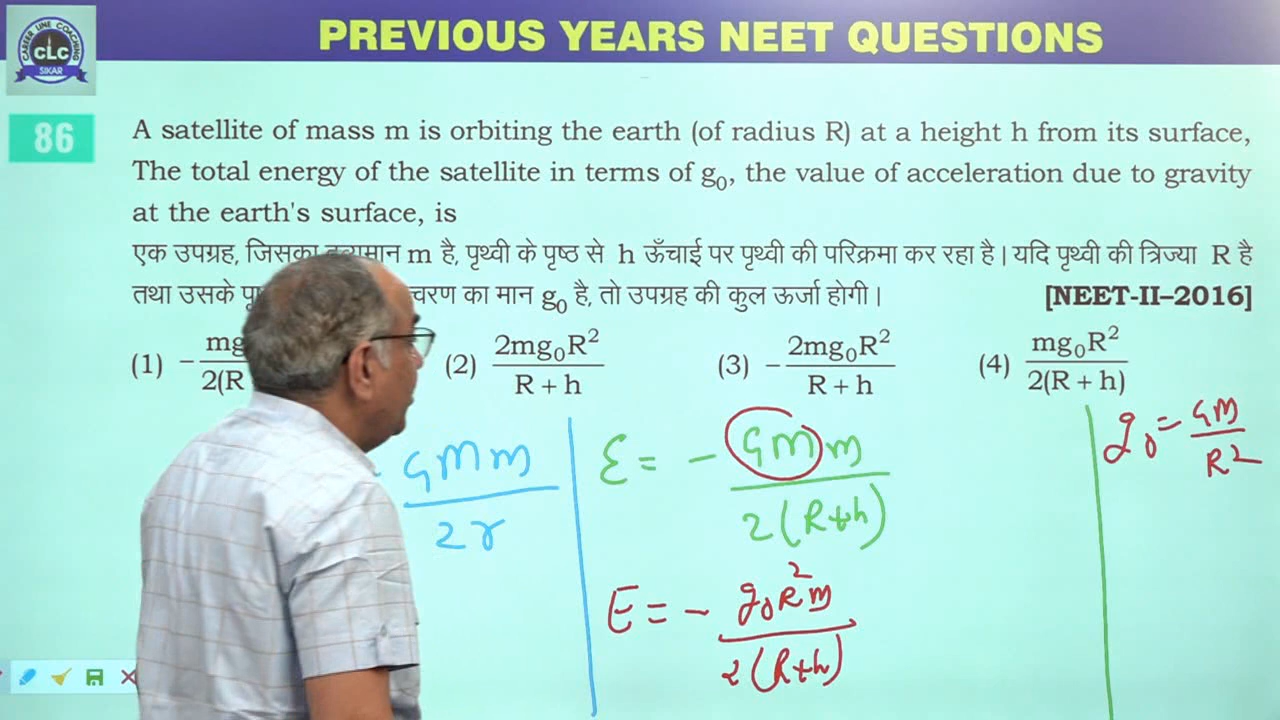 PREVIOUS YEARS NEET QUESTIONS
CAREER LINE COACHING
CLC
SIKAR
86
A satellite of mass m is orbiting the earth (of radius R) at a height h from its surface,
The total energy of the satellite in terms of g₀, the value of acceleration due to gravity
at the earth's surface, is
एक उपग्रह, जिसका मान m है, पृथ्वी के पृष्ठ से h ऊँचाई पर पृथ्वी की परिक्रमा कर रहा है। यदि पृथ्वी की त्रिज्या R है
तथा उसके का मान g₀ है, तो उपग्रह की कुल ऊर्जा होगी। [NEET-II–2016]
(1) - mg / 2(R (2) 2mg₀R² / R + h (3) - 2mg₀R² / R + h (4) mg₀R² / 2(R + h)
GMm / 2r
E = - GMm / 2(R+h)
g₀ = GM / R²
E = - g₀R²m / 2(R+h)